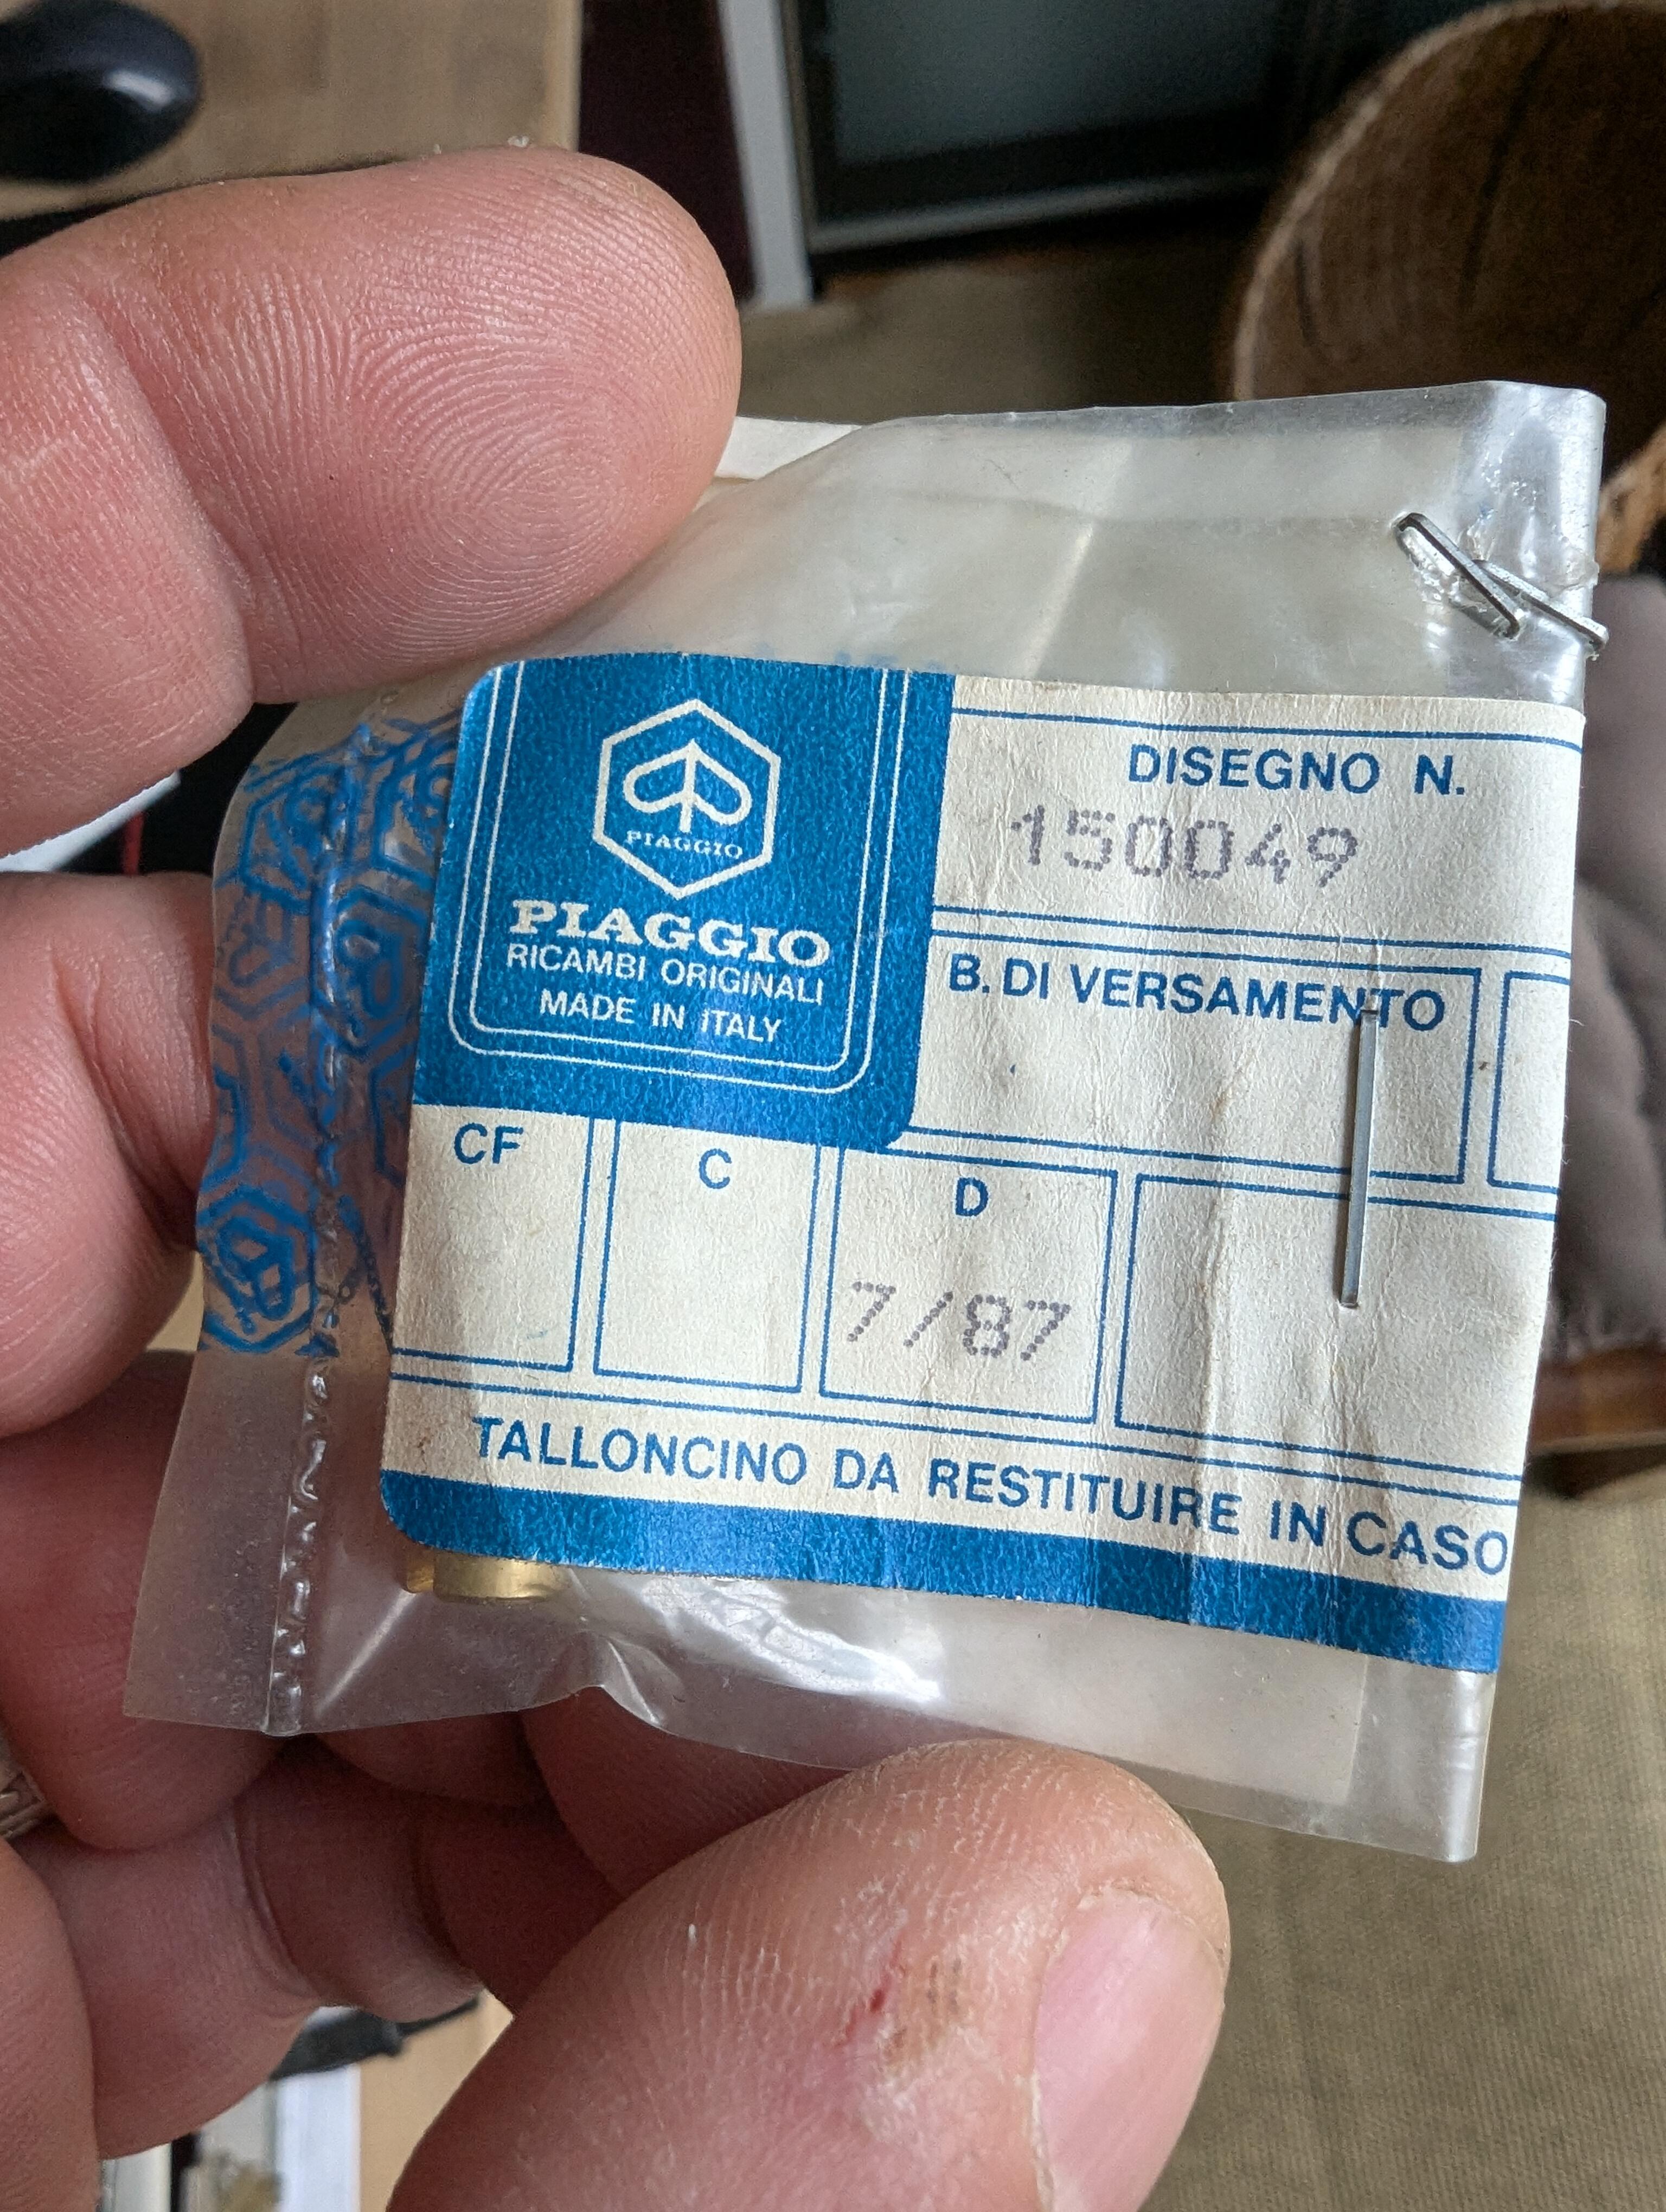 PIAGGIO
PIAGGIO
RICAMBI ORIGINALI
MADE IN ITALY
DISEGNO N.
150049
B. DI VERSAMENTO
CF
C
D
7/87
TALLONCINO DA RESTITUIRE IN CASO